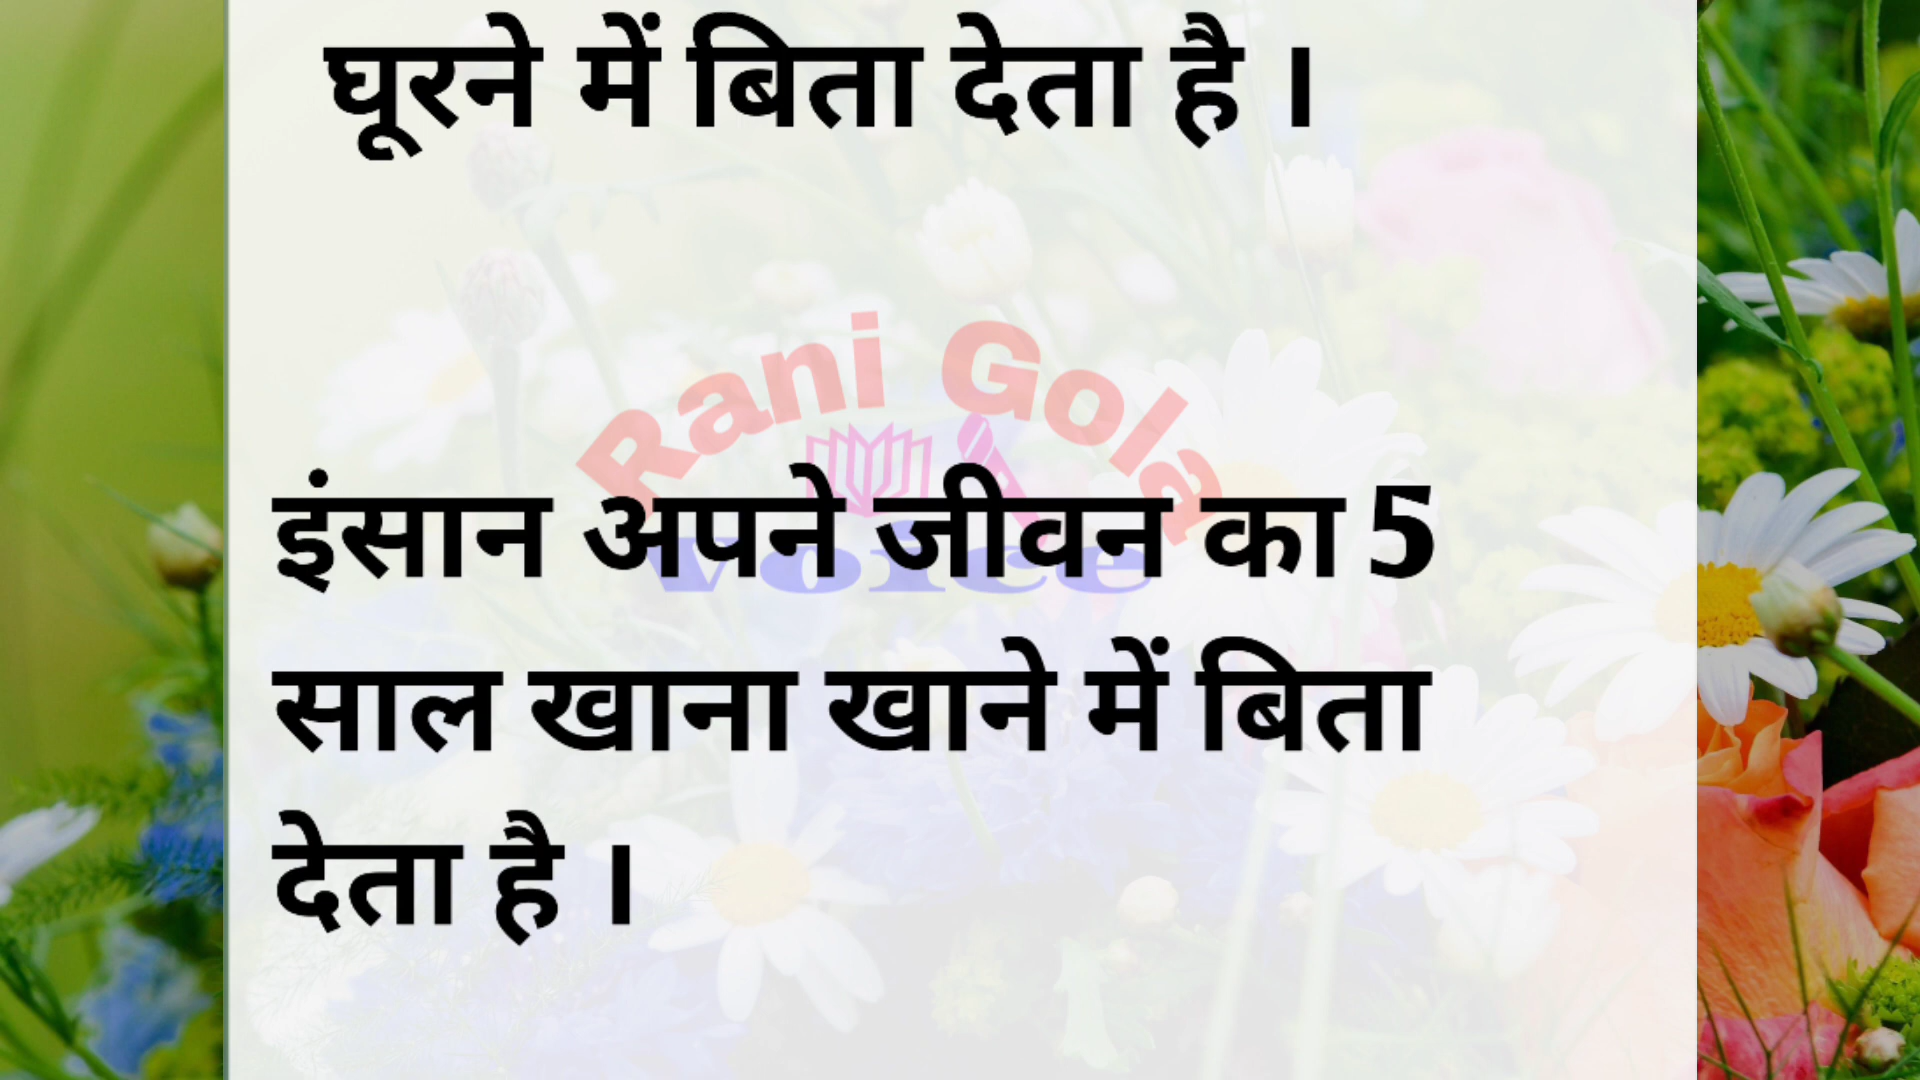 घूरने में बिता देता है ।
Rani Gola
voice
इंसान अपने जीवन का 5
साल खाना खाने में बिता
देता है ।